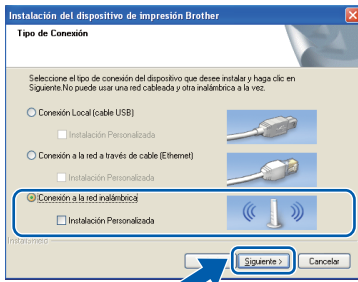 Instalación del dispositivo de impresión Brother
Tipo de Conexión
Seleccione el tipo de conexión del dispositivo que desee instalar y haga clic en
Siguiente.No puede usar una red cableada y otra inalámbrica a la vez.
Conexión Local (cable USB)
Instalación Personalizada
Conexión a la red a través de cable (Ethernet)
Instalación Personalizada
Conexión a la red inalámbrica
Instalación Personalizada
InstallShield
Siguiente >
Cancelar